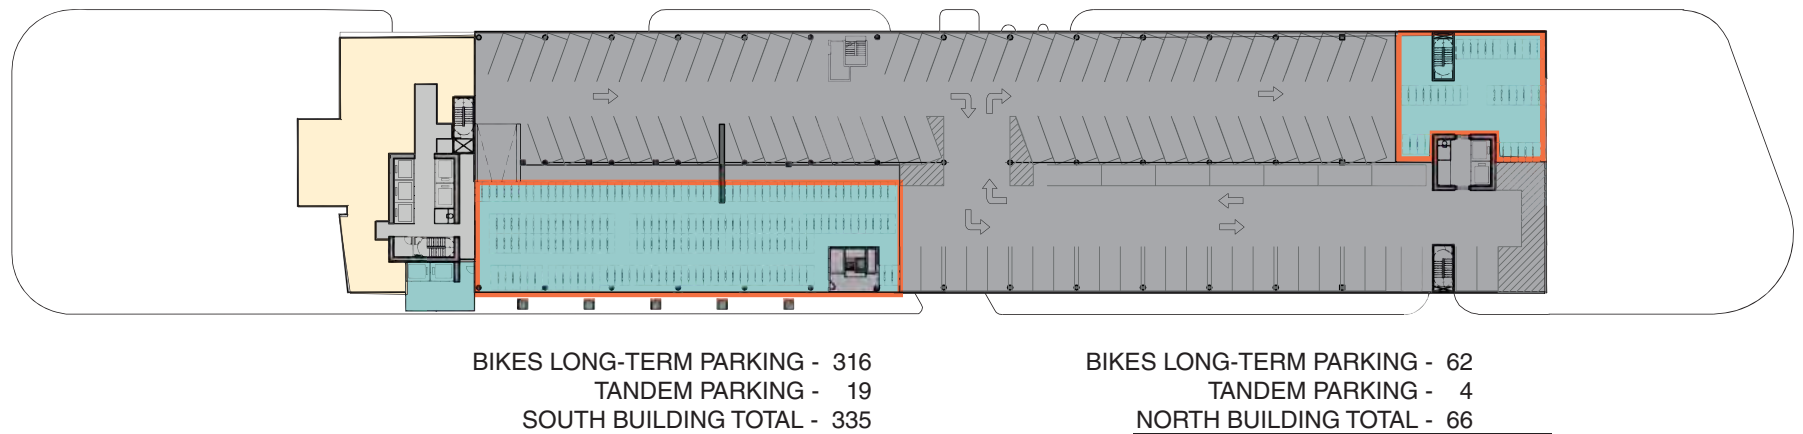 BIKES LONG-TERM PARKING - 316
TANDEM PARKING - 19
SOUTH BUILDING TOTAL - 335
BIKES LONG-TERM PARKING - 62
TANDEM PARKING - 4
NORTH BUILDING TOTAL - 66